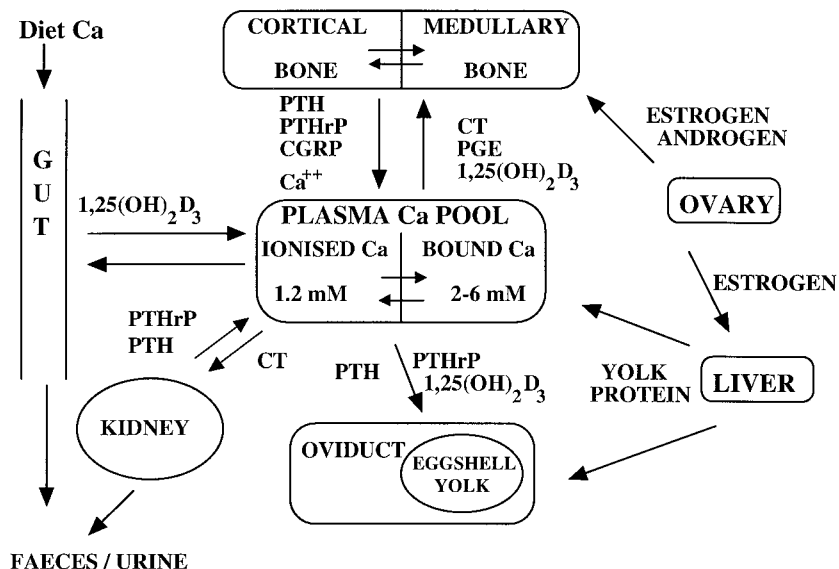 Diet Ca
CORTICAL
BONE
MEDULLARY
BONE
PTH
PTHrP
CGRP
Ca⁺⁺
CT
PGE
1,25(OH)₂D₃
ESTROGEN
ANDROGEN
GUT
1,25(OH)₂D₃
PLASMA Ca POOL
IONISED Ca
1.2 mM
BOUND Ca
2-6 mM
OVARY
ESTROGEN
PTHrP
PTH
CT
PTH
PTHrP
1,25(OH)₂D₃
YOLK
PROTEIN
LIVER
KIDNEY
OVIDUCT
EGGSHELL
YOLK
FAECES / URINE